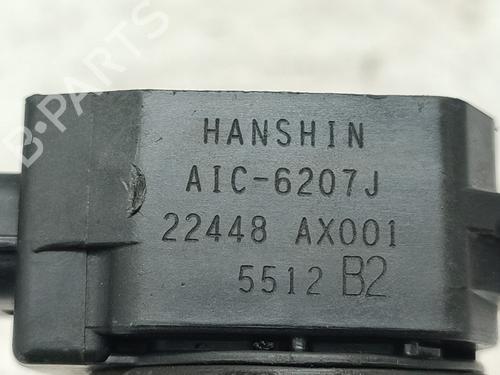 B-PARTS
HANSHIN
AIC-6207J
22448 AX001
5512 B2